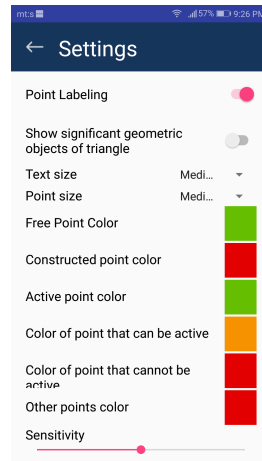 mt:s 57% 9:26 PM
← Settings
Point Labeling
Show significant geometric
objects of triangle
Text size Medi...
Point size Medi...
Free Point Color
Constructed point color
Active point color
Color of point that can be active
Color of point that cannot be
active
Other points color
Sensitivity